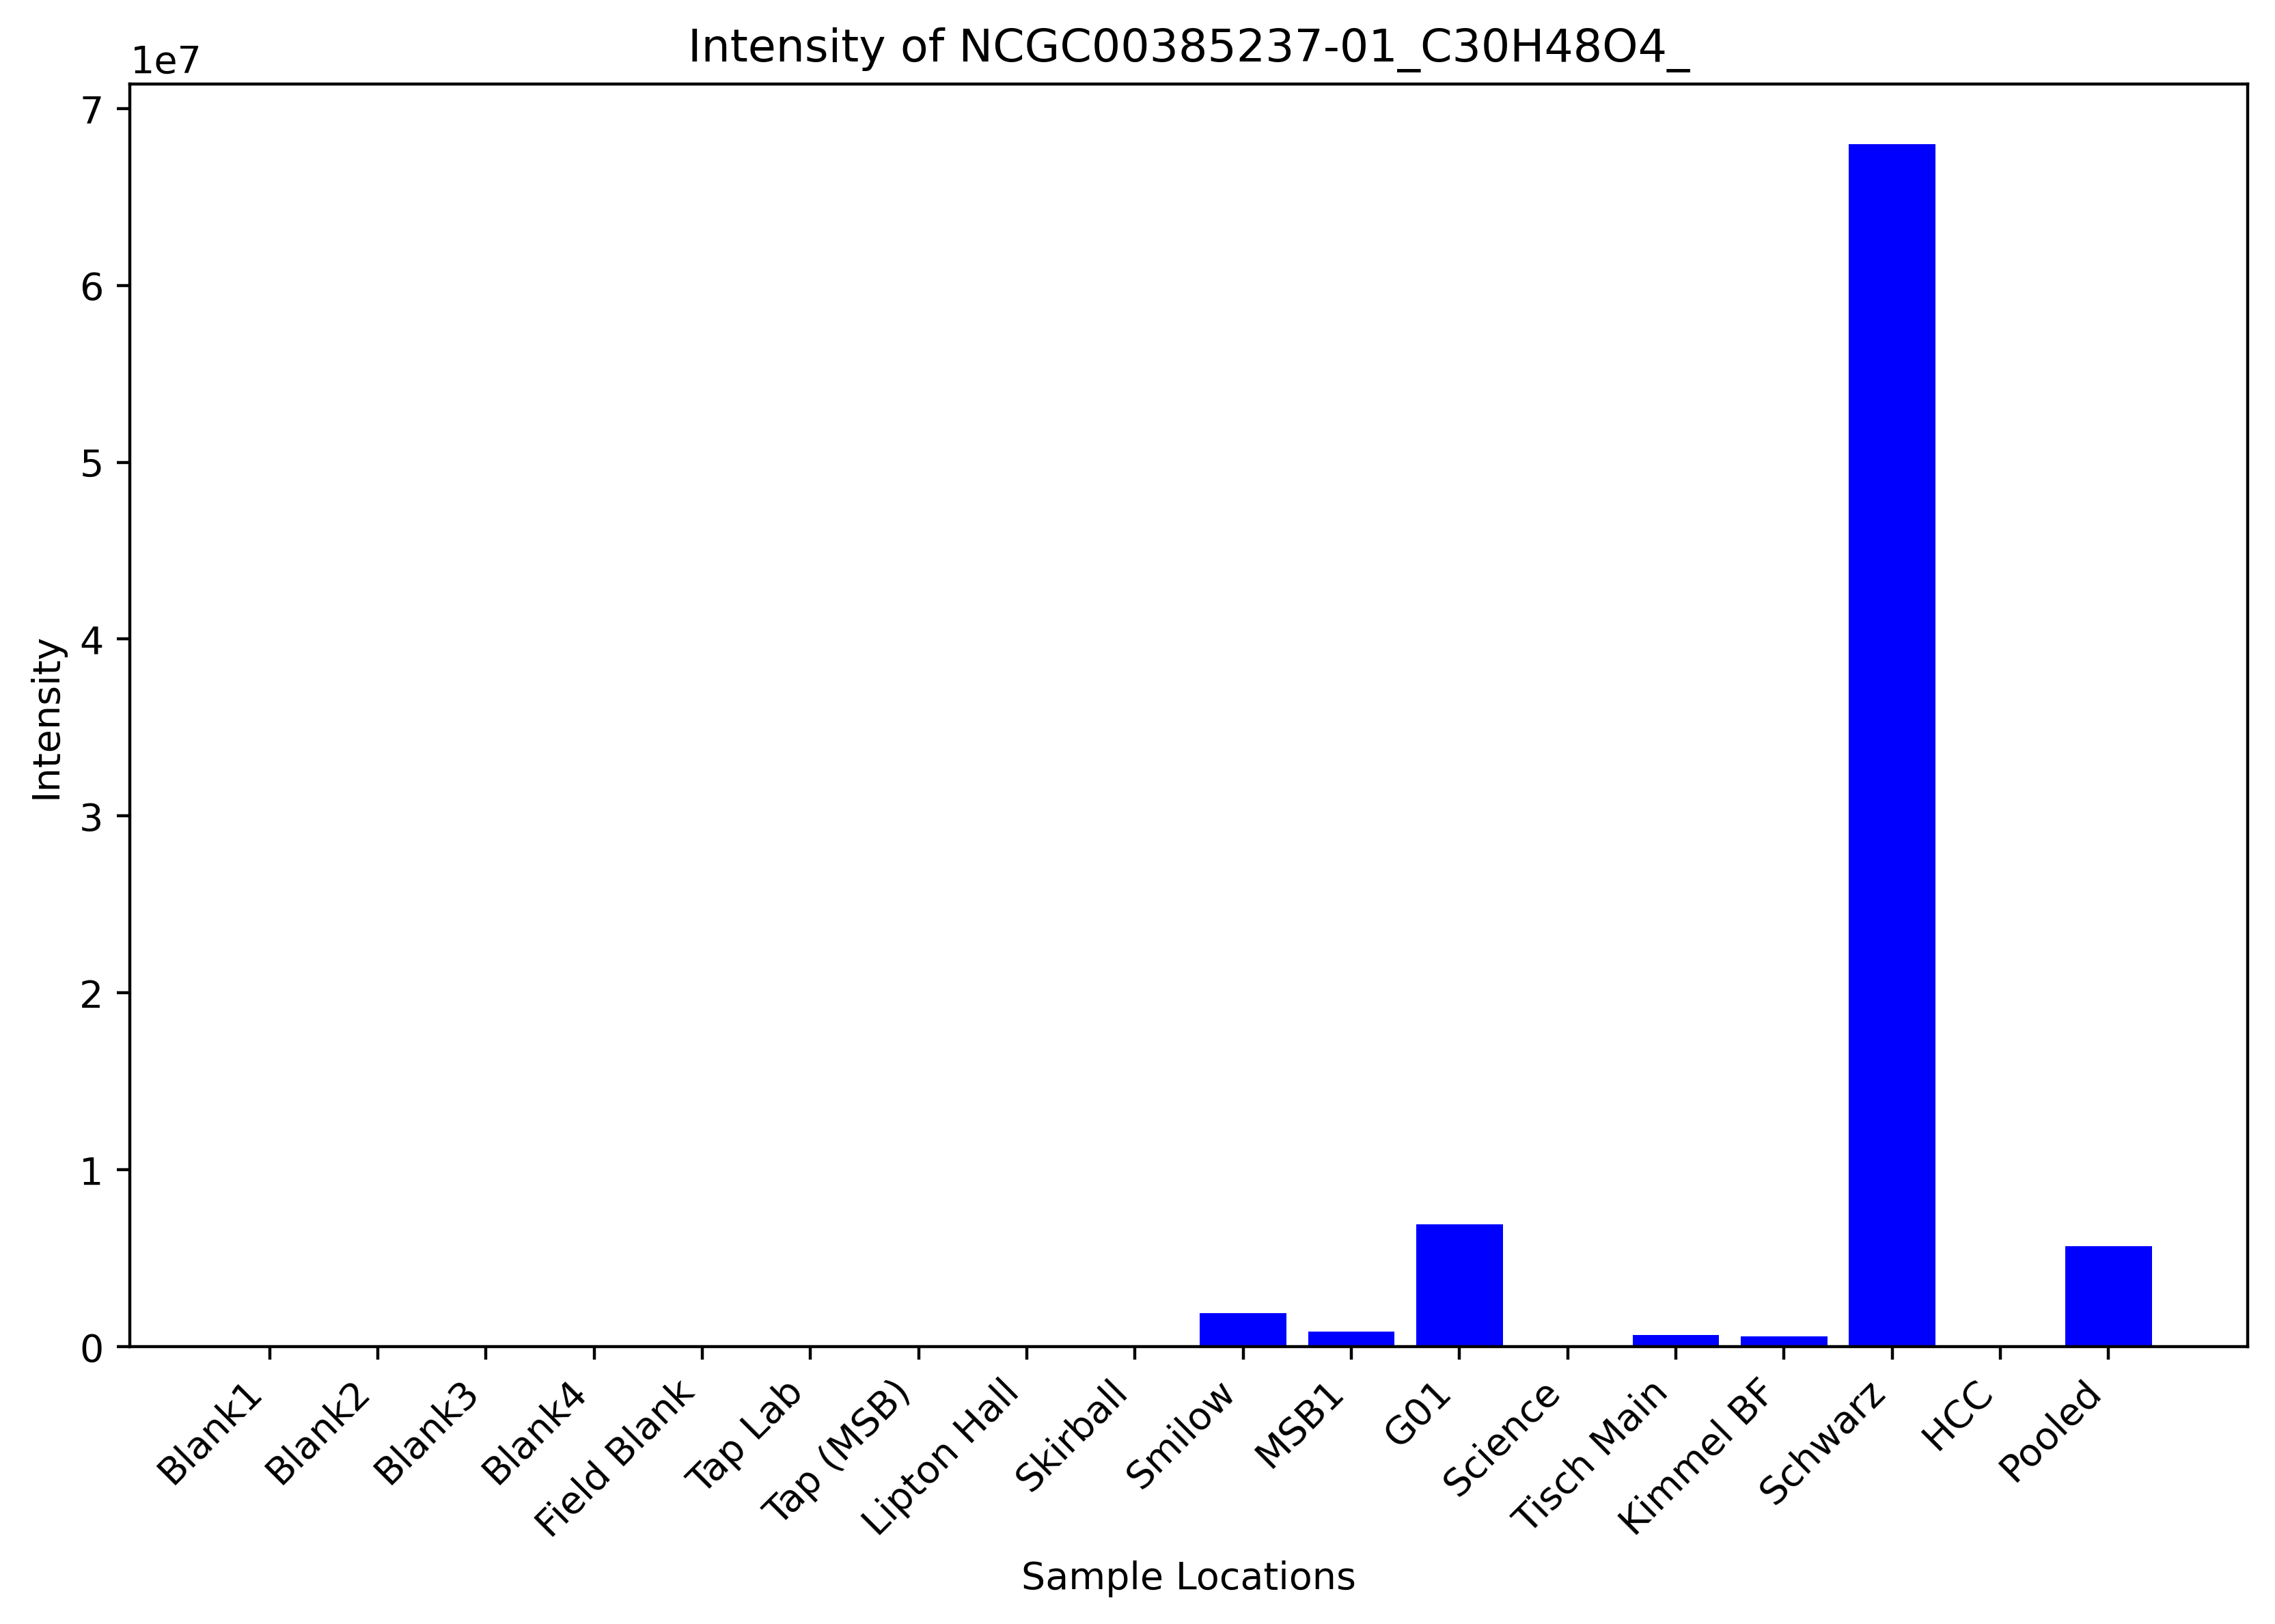 Intensity of NCGC00385237-01_C30H48O4_
1e7
7
6
5
4
3
2
1
0
Intensity
Blank1
Blank2
Blank3
Blank4
Field Blank
Tap Lab
Tap (MSB)
Lipton Hall
Skirball
Smilow
MSB1
G01
Science
Tisch Main
Kimmel BF
Schwarz
HCC
Pooled
Sample Locations